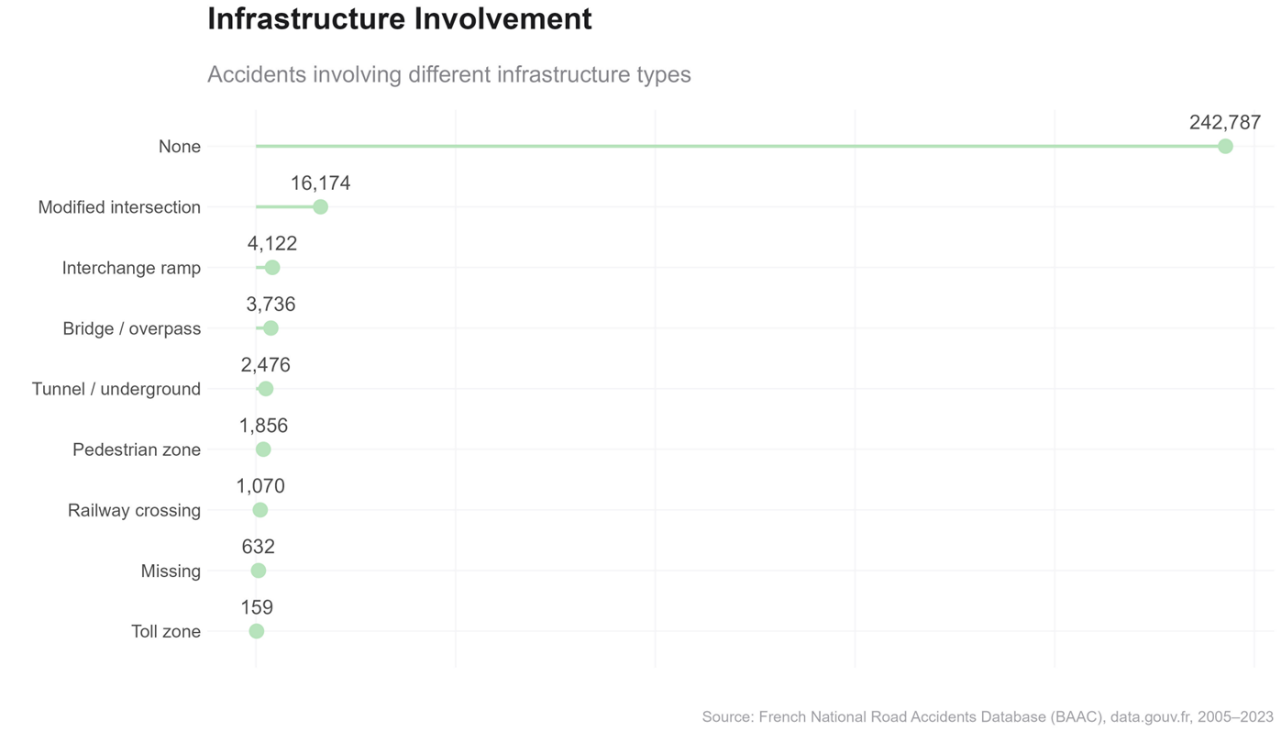 Infrastructure Involvement
Accidents involving different infrastructure types
None
242,787
Modified intersection
16,174
Interchange ramp
4,122
Bridge / overpass
3,736
Tunnel / underground
2,476
Pedestrian zone
1,856
Railway crossing
1,070
Missing
632
Toll zone
159
Source: French National Road Accidents Database (BAAC), data.gouv.fr, 2005–2023